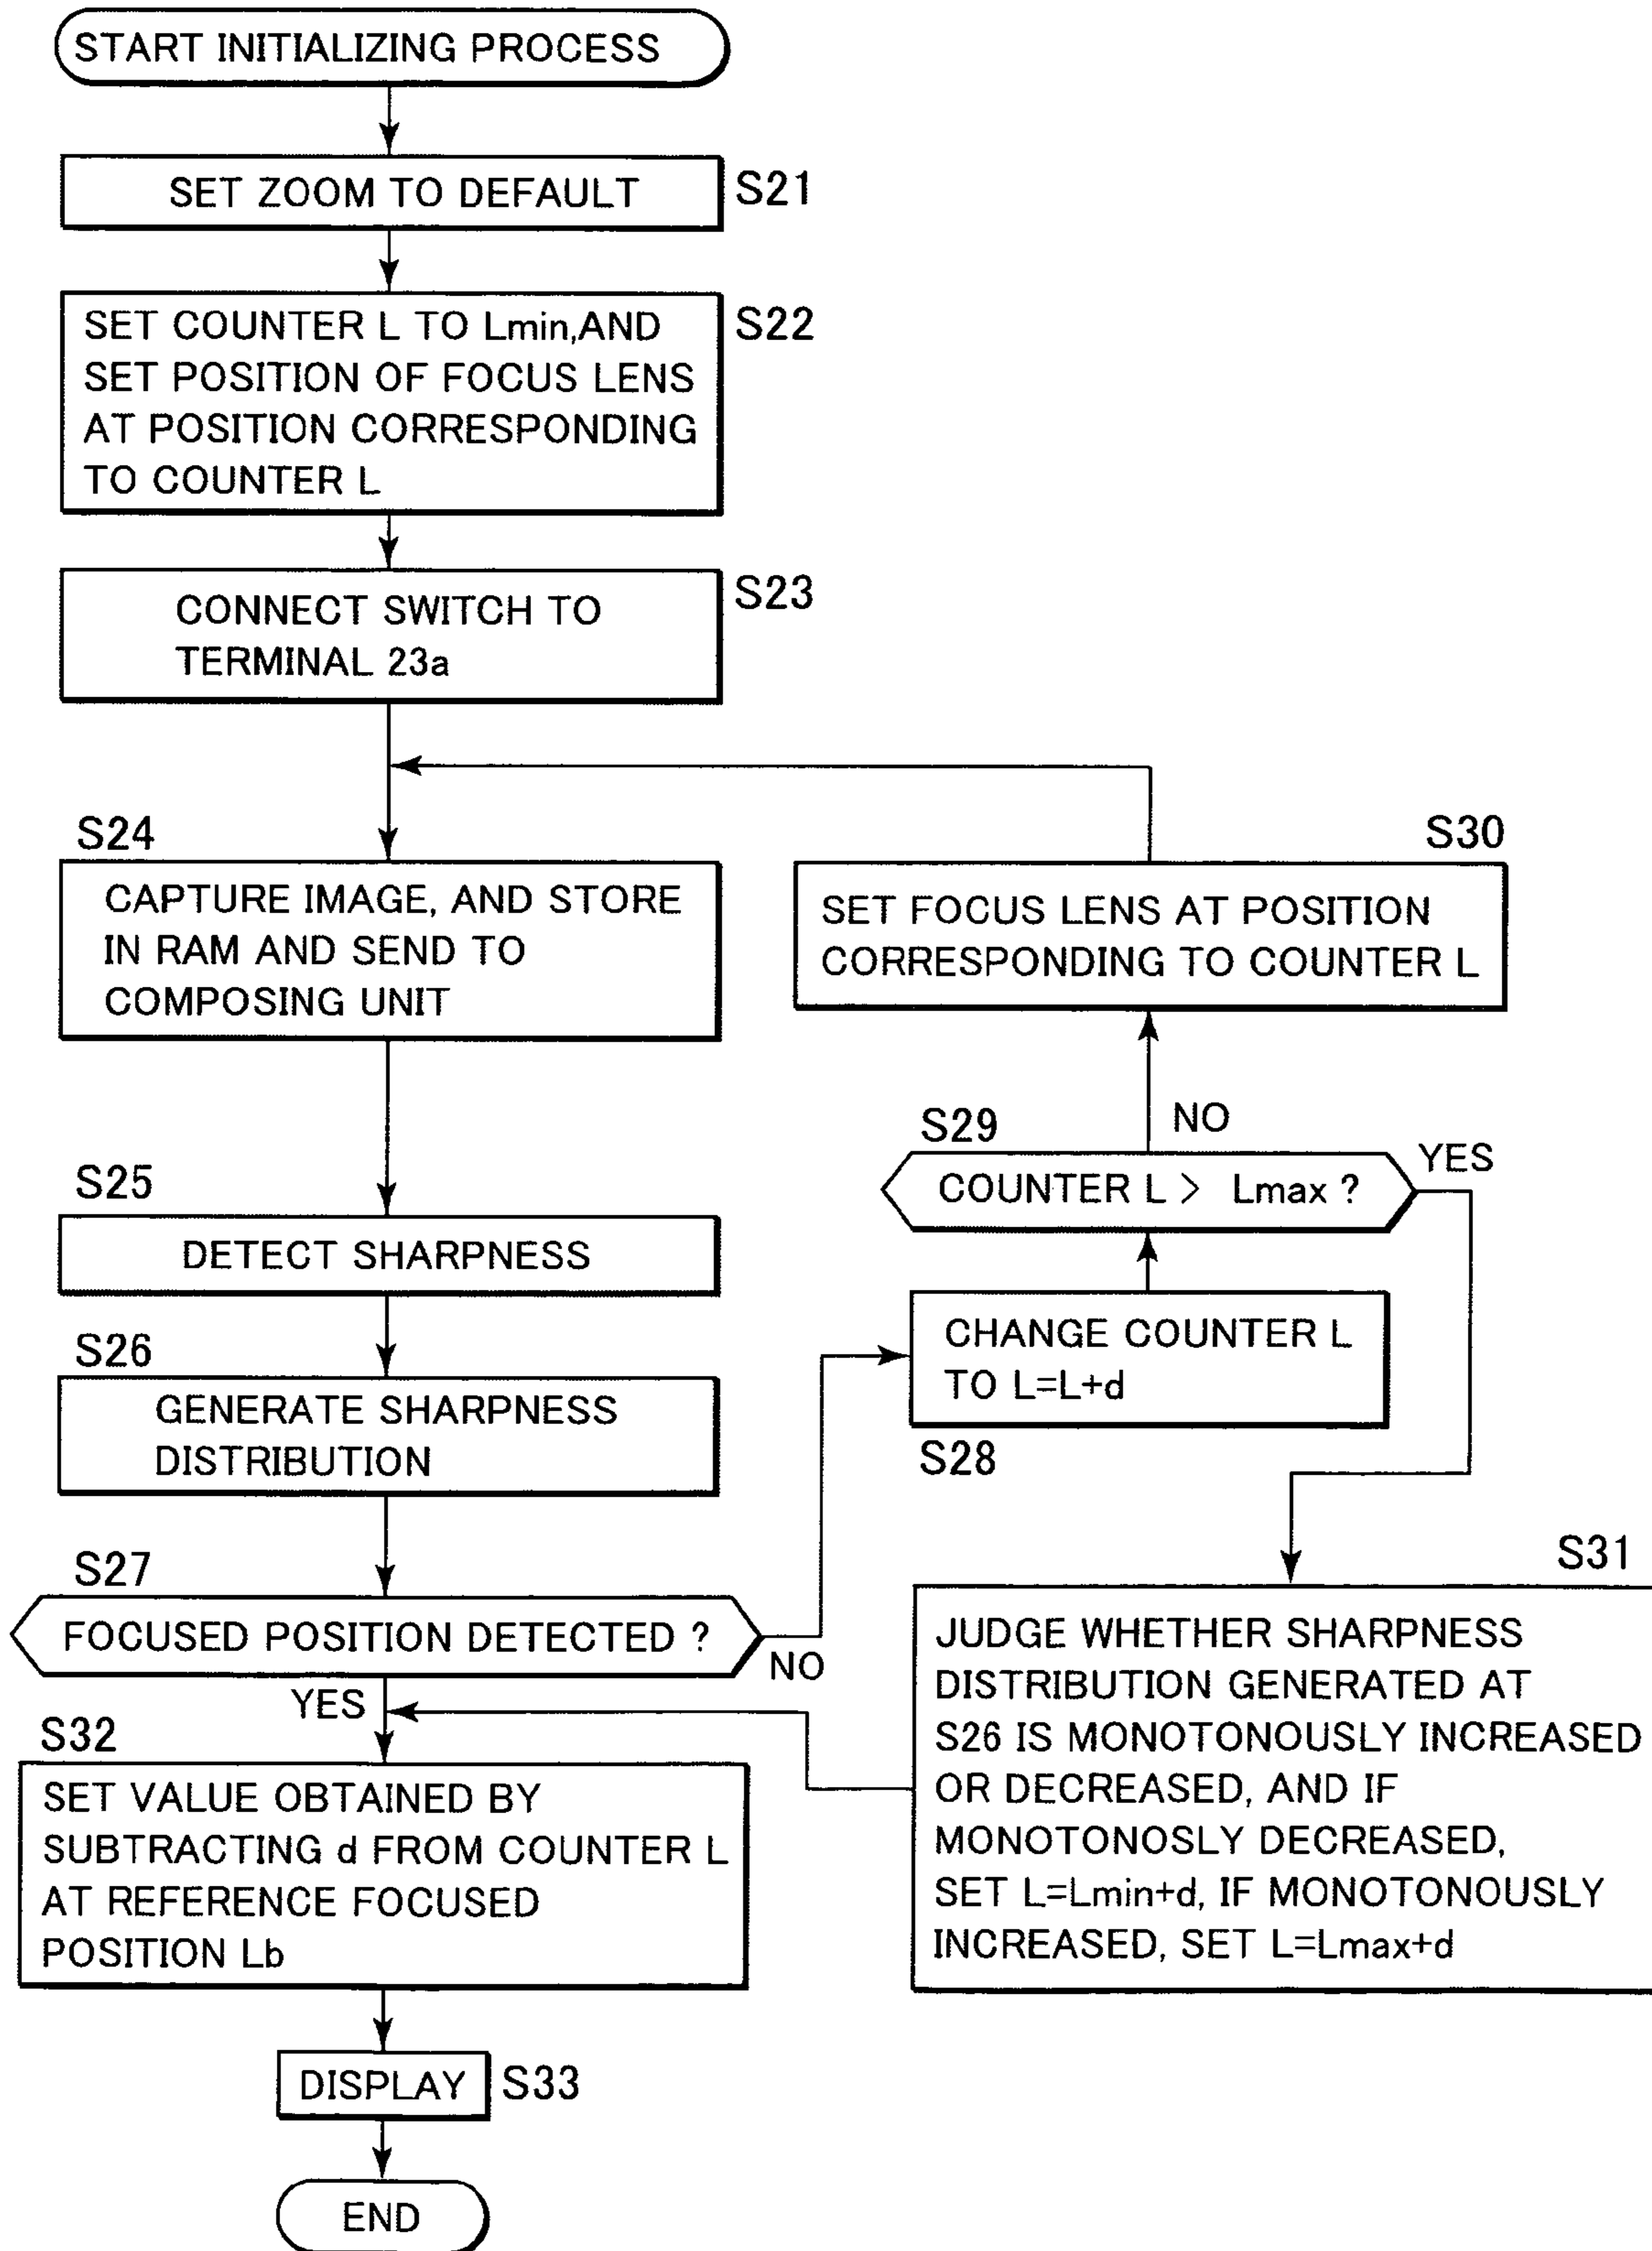 START INITIALIZING PROCESS
SET ZOOM TO DEFAULT
S21
SET COUNTER L TO Lmin,AND
SET POSITION OF FOCUS LENS
AT POSITION CORRESPONDING
TO COUNTER L
S22
CONNECT SWITCH TO
TERMINAL 23a
S23
S24
CAPTURE IMAGE, AND STORE
IN RAM AND SEND TO
COMPOSING UNIT
S25
DETECT SHARPNESS
S26
GENERATE SHARPNESS
DISTRIBUTION
S27
FOCUSED POSITION DETECTED ?
NO
YES
S30
SET FOCUS LENS AT POSITION
CORRESPONDING TO COUNTER L
NO
S29
YES
COUNTER L > Lmax ?
CHANGE COUNTER L
TO L=L+d
S28
S31
JUDGE WHETHER SHARPNESS
DISTRIBUTION GENERATED AT
S26 IS MONOTONOUSLY INCREASED
OR DECREASED, AND IF
MONOTONOSLY DECREASED,
SET L=Lmin+d, IF MONOTONOUSLY
INCREASED, SET L=Lmax+d
S32
SET VALUE OBTAINED BY
SUBTRACTING d FROM COUNTER L
AT REFERENCE FOCUSED
POSITION Lb
DISPLAY
S33
END